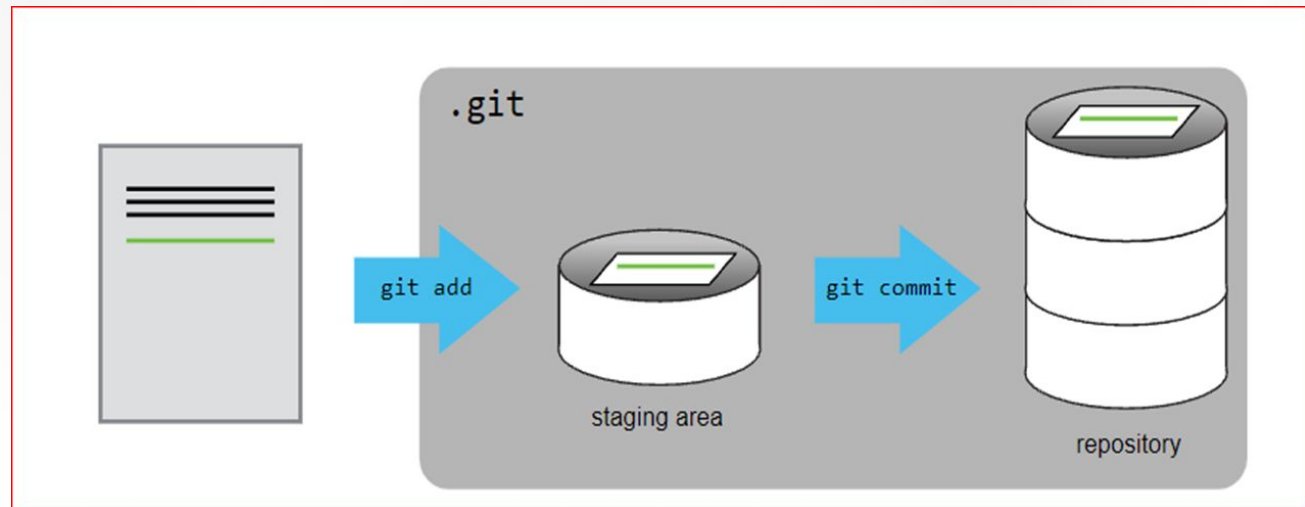 .git
git add
git commit
staging area
repository